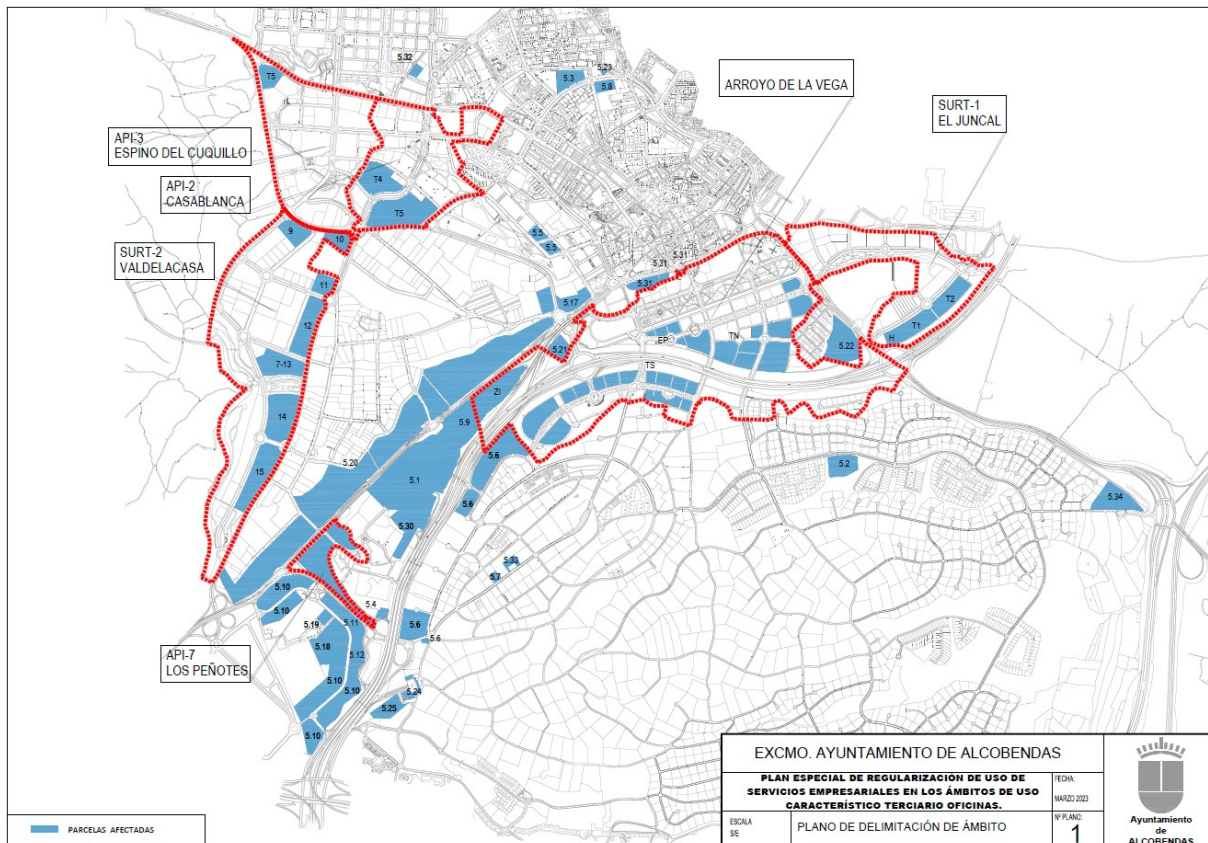 5.32
5.23
5.3
5.8
T5
ARROYO DE LA VEGA
SURT-1
EL JUNCAL
API-3
ESPINO DEL CUQUILLO
API-2
CASABLANCA
T4
T5
SURT-2
VALDELACASA
9
10
5.5
5.5
5.31
5.31
5.31
11
5.17
T2
12
T1
H
EP
TN
5.22
5.21
7-13
TS
ZI
14
5.9
5.6
5.20
5.2
15
5.1
5.34
5.6
5.30
5.33
5.7
5.10
5.10
5.4
5.6
5.19
5.11
5.6
5.18
5.12
API-7
LOS PEÑOTES
5.10
5.10
5.24
5.25
5.10
EXCMO. AYUNTAMIENTO DE ALCOBENDAS
PLAN ESPECIAL DE REGULARIZACIÓN DE USO DE
SERVICIOS EMPRESARIALES EN LOS ÁMBITOS DE USO
CARACTERÍSTICO TERCIARIO OFICINAS.
FECHA:
MARZO 2023
ESCALA
S/E
PLANO DE DELIMITACIÓN DE ÁMBITO
Nº PLANO:
1
Ayuntamiento
de
ALCOBENDAS
PARCELAS AFECTADAS